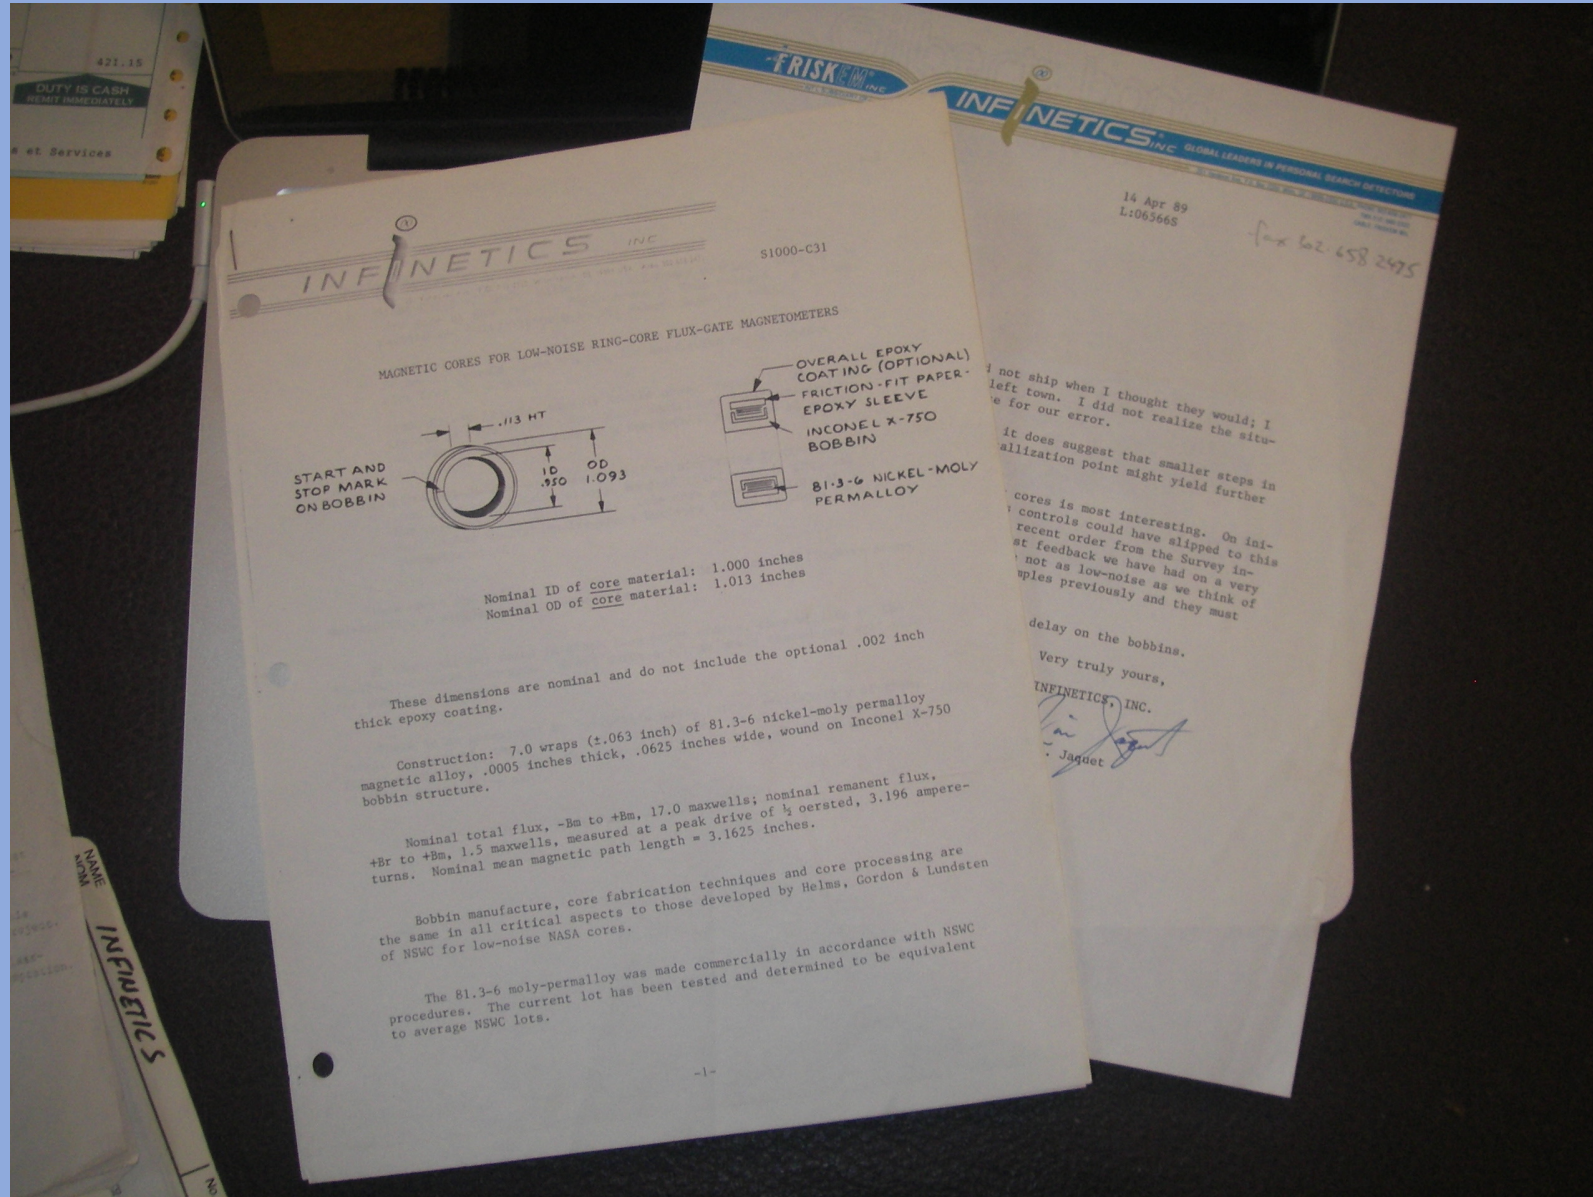 421.15
DUTY IS CASH
REMIT IMMEDIATELY
s et Services
INFINETICS INC
S1000-C31
MAGNETIC CORES FOR LOW-NOISE RING-CORE FLUX-GATE MAGNETOMETERS
.113 HT
START AND
STOP MARK
ON BOBBIN
ID
.950
OD
1.093
OVERALL EPOXY
COATING (OPTIONAL)
FRICTION-FIT PAPER-
EPOXY SLEEVE
INCONEL X-750
BOBBIN
81.3-6 NICKEL-MOLY
PERMALLOY
Nominal ID of core material: 1.000 inches
Nominal OD of core material: 1.013 inches
These dimensions are nominal and do not include the optional .002 inch
thick epoxy coating.
Construction: 7.0 wraps (±.063 inch) of 81.3-6 nickel-moly permalloy
magnetic alloy, .0005 inches thick, .0625 inches wide, wound on Inconel X-750
bobbin structure.
Nominal total flux, -Bm to +Bm, 17.0 maxwells; nominal remanent flux,
+Br to +Bm, 1.5 maxwells, measured at a peak drive of ½ oersted, 3.196 ampere-
turns. Nominal mean magnetic path length = 3.1625 inches.
Bobbin manufacture, core fabrication techniques and core processing are
the same in all critical aspects to those developed by Helms, Gordon & Lundsten
of NSWC for low-noise NASA cores.
The 81.3-6 moly-permalloy was made commercially in accordance with NSWC
procedures. The current lot has been tested and determined to be equivalent
to average NSWC lots.
-1-
FRISKEM INC
INFINETICS INC GLOBAL LEADERS IN PERSONAL SEARCH DETECTORS
14 Apr 89
L:06566S
fax 302-658 2475
not ship when I thought they would; I
left town. I did not realize the situ-
for our error.
it does suggest that smaller steps in
allization point might yield further
cores is most interesting. On ini-
controls could have slipped to this
recent order from the Survey in-
st feedback we have had on a very
not as low-noise as we think of
mples previously and they must
delay on the bobbins.
Very truly yours,
INFINETICS, INC.
Jaquet
NAME
NOM
INFINETICS